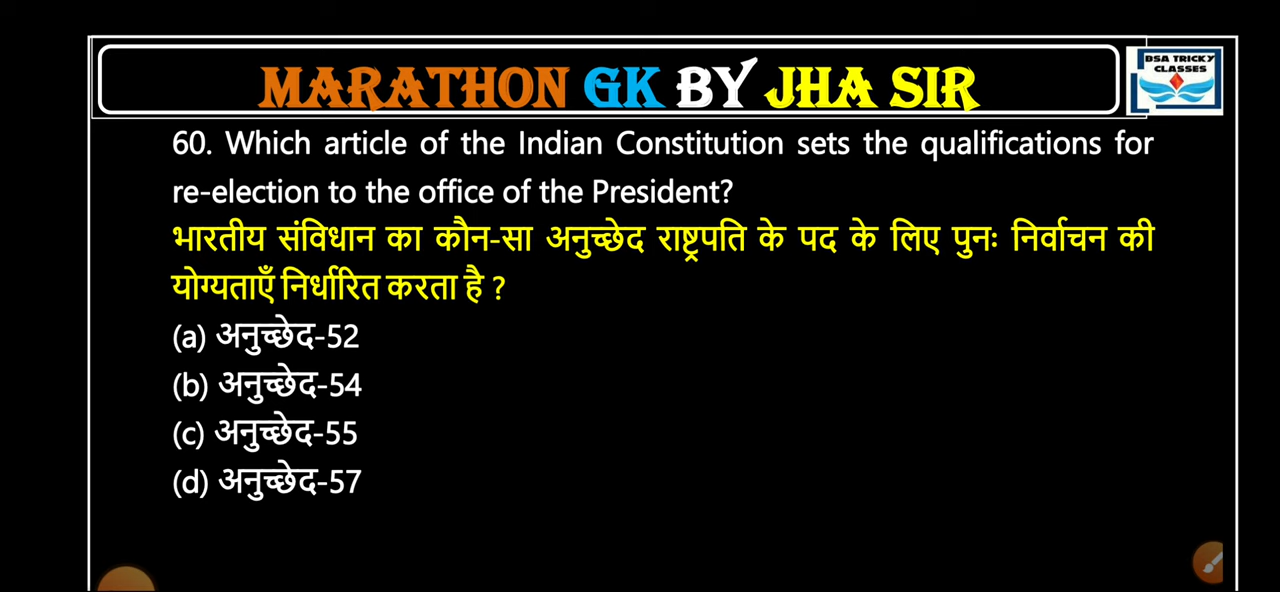 MARATHON GK BY JHA SIR
BSA TRICKY
CLASSES
60. Which article of the Indian Constitution sets the qualifications for
re-election to the office of the President?
भारतीय संविधान का कौन-सा अनुच्छेद राष्ट्रपति के पद के लिए पुनः निर्वाचन की
योग्यताएँ निर्धारित करता है ?
(a) अनुच्छेद-52
(b) अनुच्छेद-54
(c) अनुच्छेद-55
(d) अनुच्छेद-57